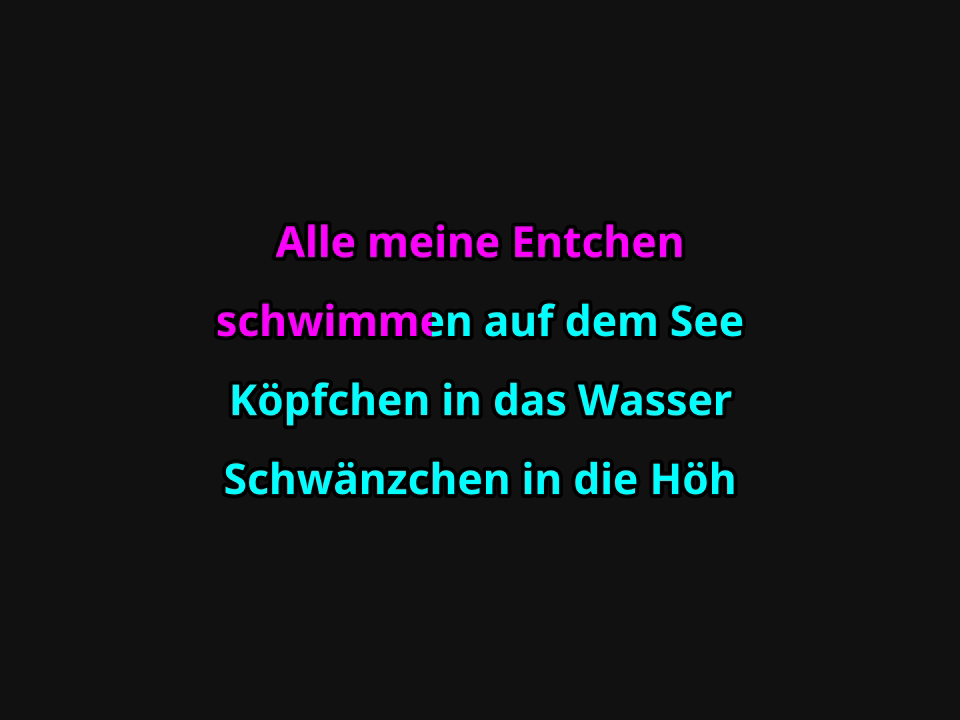 Alle meine Entchen
schwimmen auf dem See
Köpfchen in das Wasser
Schwänzchen in die Höh